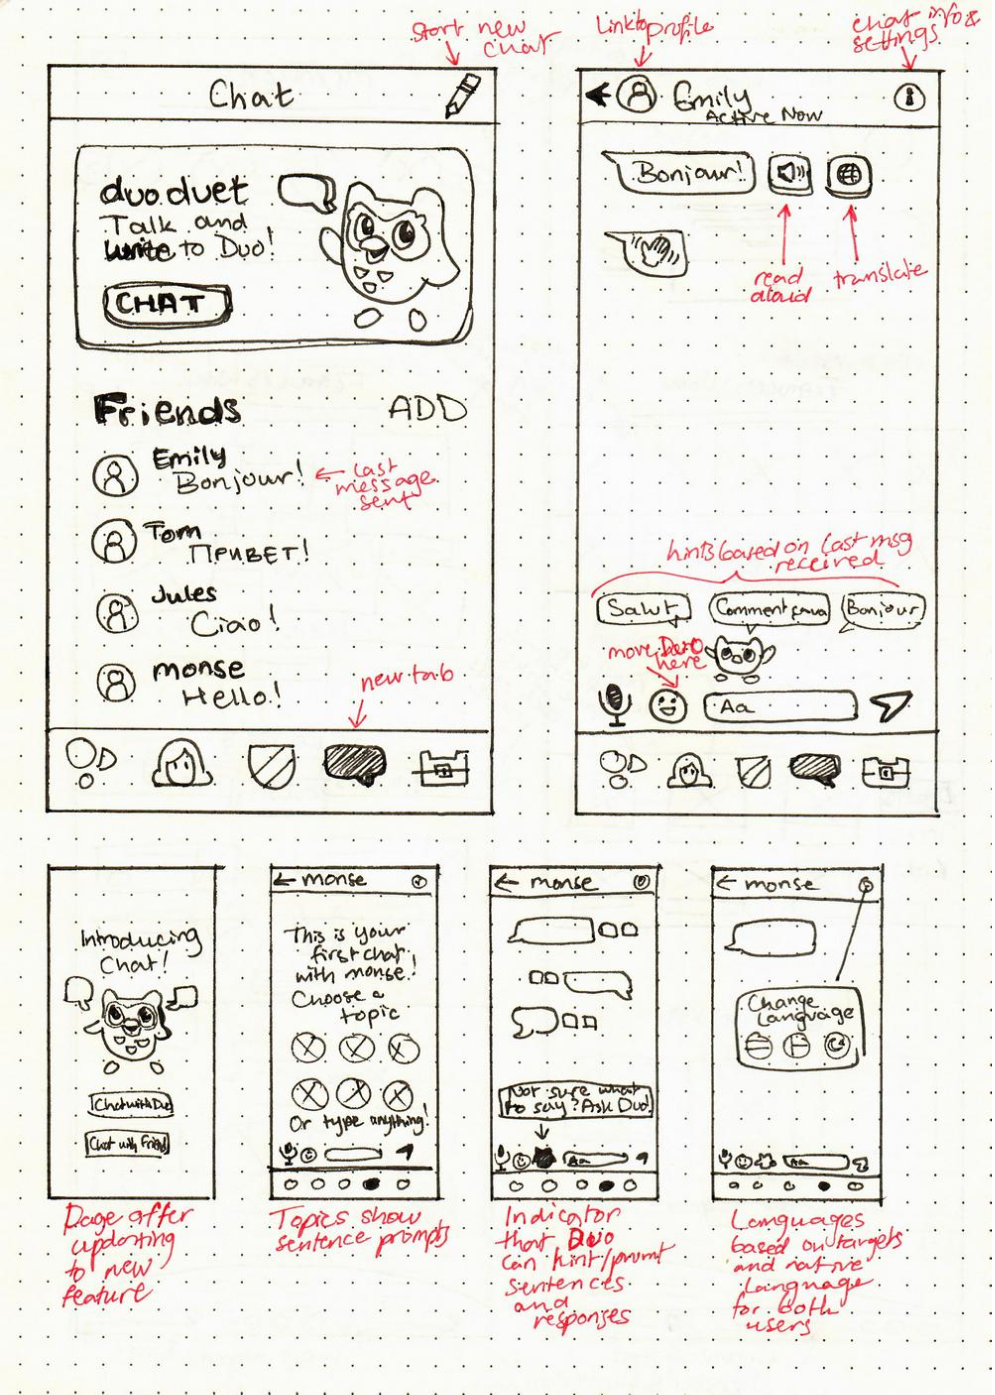 Start new
chat
Link to profile
chat info &
settings
Chat
duo duet
Talk and
write to Duo!
CHAT
Friends
ADD
Emily
Bonjour!
← last
message
sent
Tom
ПРИВЕТ!
Jules
Ciao!
monse
Hello!
new tab
Emily
Active Now
Bonjour!
read
aloud
translate
hints based on last msg
received
Salut
Comment ça va
Bonjour
move Duo
here
Aa
Introducing
Chat!
Chat with Duo
Chat with Friend
Page after
updating
to new
feature
← monse
This is your
first chat
with monse!
Choose a
topic
Or type anything!
Topics show
sentence prompts
← monse
Not sure what
to say? Ask Duo!
Aa
Indicator
that Duo
can hint/prompt
sentences
and
responses
← monse
Change
Language
Aa
Languages
based on targets
and native
language
for both
users